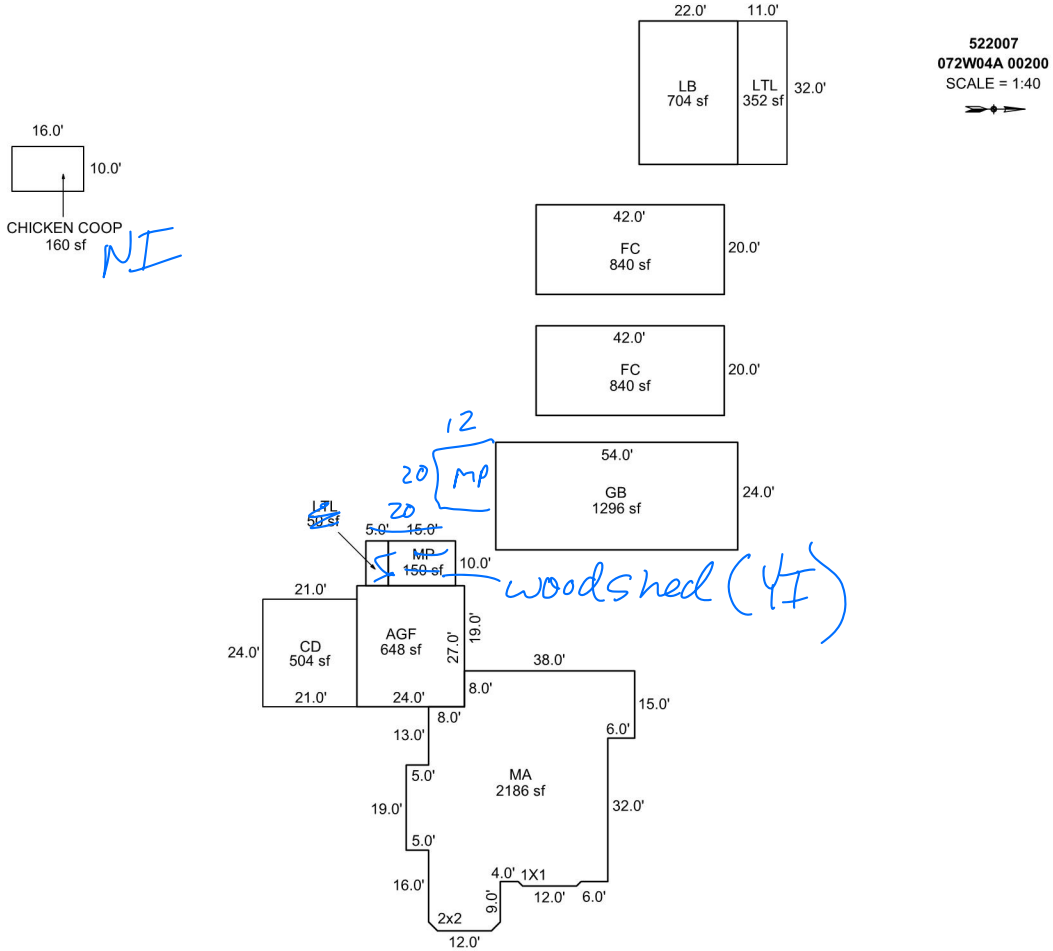 22.0' 11.0'
522007
072W04A 00200
SCALE = 1:40
LB
704 sf
LTL
352 sf
32.0'
16.0'
10.0'
CHICKEN COOP
160 sf
NI
42.0'
FC
840 sf
20.0'
42.0'
FC
840 sf
20.0'
12
20 MP
54.0'
GB
1296 sf
24.0'
LTL
50 sf
20
5.0' 15.0'
MP
150 sf
10.0'
woodshed (YI)
21.0'
CD
504 sf
24.0'
21.0'
AGF
648 sf
27.0'
19.0'
24.0'
8.0'
38.0'
8.0'
15.0'
13.0'
6.0'
5.0'
MA
2186 sf
19.0'
32.0'
5.0'
16.0'
4.0' 1X1
9.0'
12.0' 6.0'
2x2
12.0'